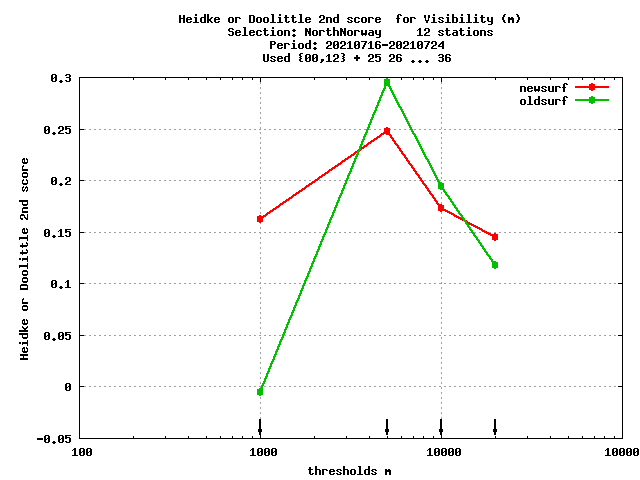 Heidke or Doolittle 2nd score  for Visibility (m)
Selection: NorthNorway     12 stations
Period: 20210716-20210724
Used {00,12} + 25 26 ... 36
newsurf
oldsurf
0.3
0.25
0.2
0.15
0.1
0.05
0
-0.05
Heidke or Doolittle 2nd score
100
1000
10000
10000
thresholds m